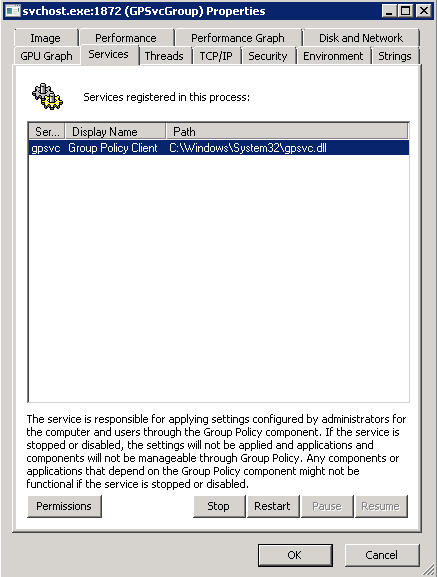 svchost.exe:1872 (GPSvcGroup) Properties
Image Performance Performance Graph Disk and Network
GPU Graph Services Threads TCP/IP Security Environment Strings
Services registered in this process:
Ser... Display Name Path
gpsvc Group Policy Client C:\Windows\System32\gpsvc.dll
The service is responsible for applying settings configured by administrators for
the computer and users through the Group Policy component. If the service is
stopped or disabled, the settings will not be applied and applications and
components will not be manageable through Group Policy. Any components or
applications that depend on the Group Policy component might not be
functional if the service is stopped or disabled.
Permissions Stop Restart Pause Resume
OK Cancel